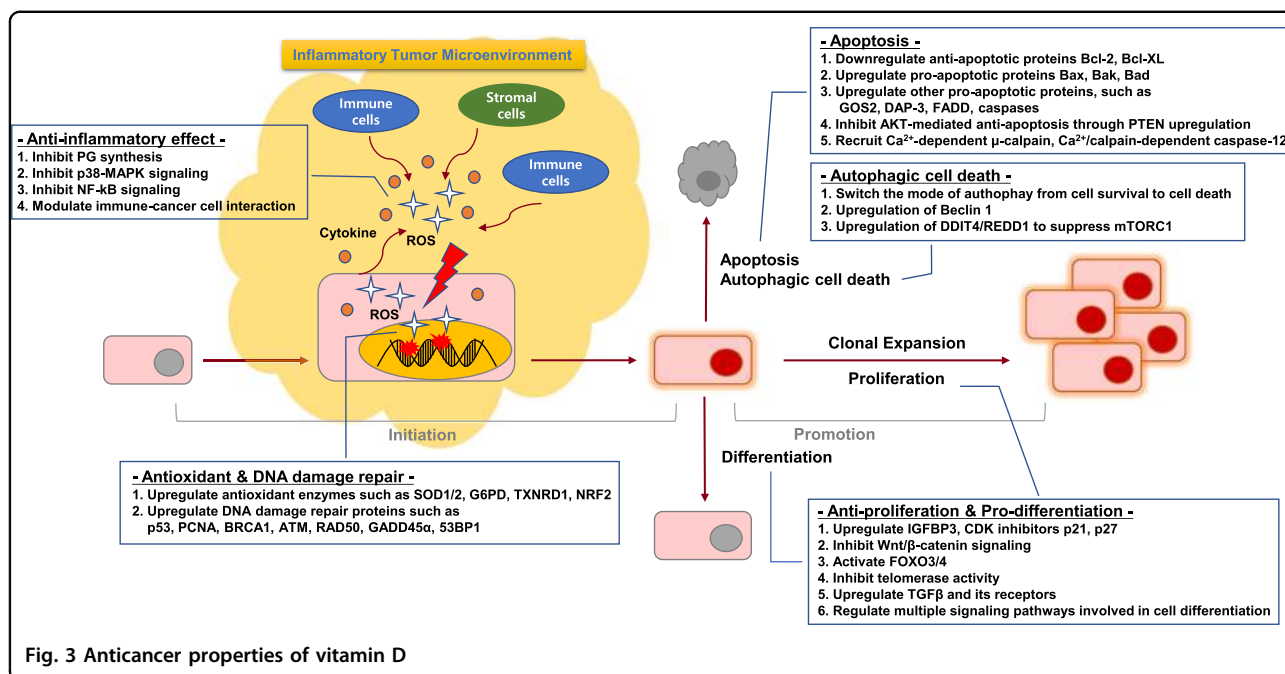 Inflammatory Tumor Microenvironment
Immune
cells
Stromal
cells
Immune
cells
- Anti-inflammatory effect -
1. Inhibit PG synthesis
2. Inhibit p38-MAPK signaling
3. Inhibit NF-kB signaling
4. Modulate immune-cancer cell interaction
Cytokine
ROS
ROS
- Apoptosis -
1. Downregulate anti-apoptotic proteins Bcl-2, Bcl-XL
2. Upregulate pro-apoptotic proteins Bax, Bak, Bad
3. Upregulate other pro-apoptotic proteins, such as
GOS2, DAP-3, FADD, caspases
4. Inhibit AKT-mediated anti-apoptosis through PTEN upregulation
5. Recruit Ca²⁺-dependent μ-calpain, Ca²⁺/calpain-dependent caspase-12
- Autophagic cell death -
1. Switch the mode of authophay from cell survival to cell death
2. Upregulation of Beclin 1
3. Upregulation of DDIT4/REDD1 to suppress mTORC1
Apoptosis
Autophagic cell death
Clonal Expansion
Proliferation
Initiation
Promotion
Differentiation
- Antioxidant & DNA damage repair -
1. Upregulate antioxidant enzymes such as SOD1/2, G6PD, TXNRD1, NRF2
2. Upregulate DNA damage repair proteins such as
p53, PCNA, BRCA1, ATM, RAD50, GADD45α, 53BP1
- Anti-proliferation & Pro-differentiation -
1. Upregulate IGFBP3, CDK inhibitors p21, p27
2. Inhibit Wnt/β-catenin signaling
3. Activate FOXO3/4
4. Inhibit telomerase activity
5. Upregulate TGFβ and its receptors
6. Regulate multiple signaling pathways involved in cell differentiation
Fig. 3 Anticancer properties of vitamin D